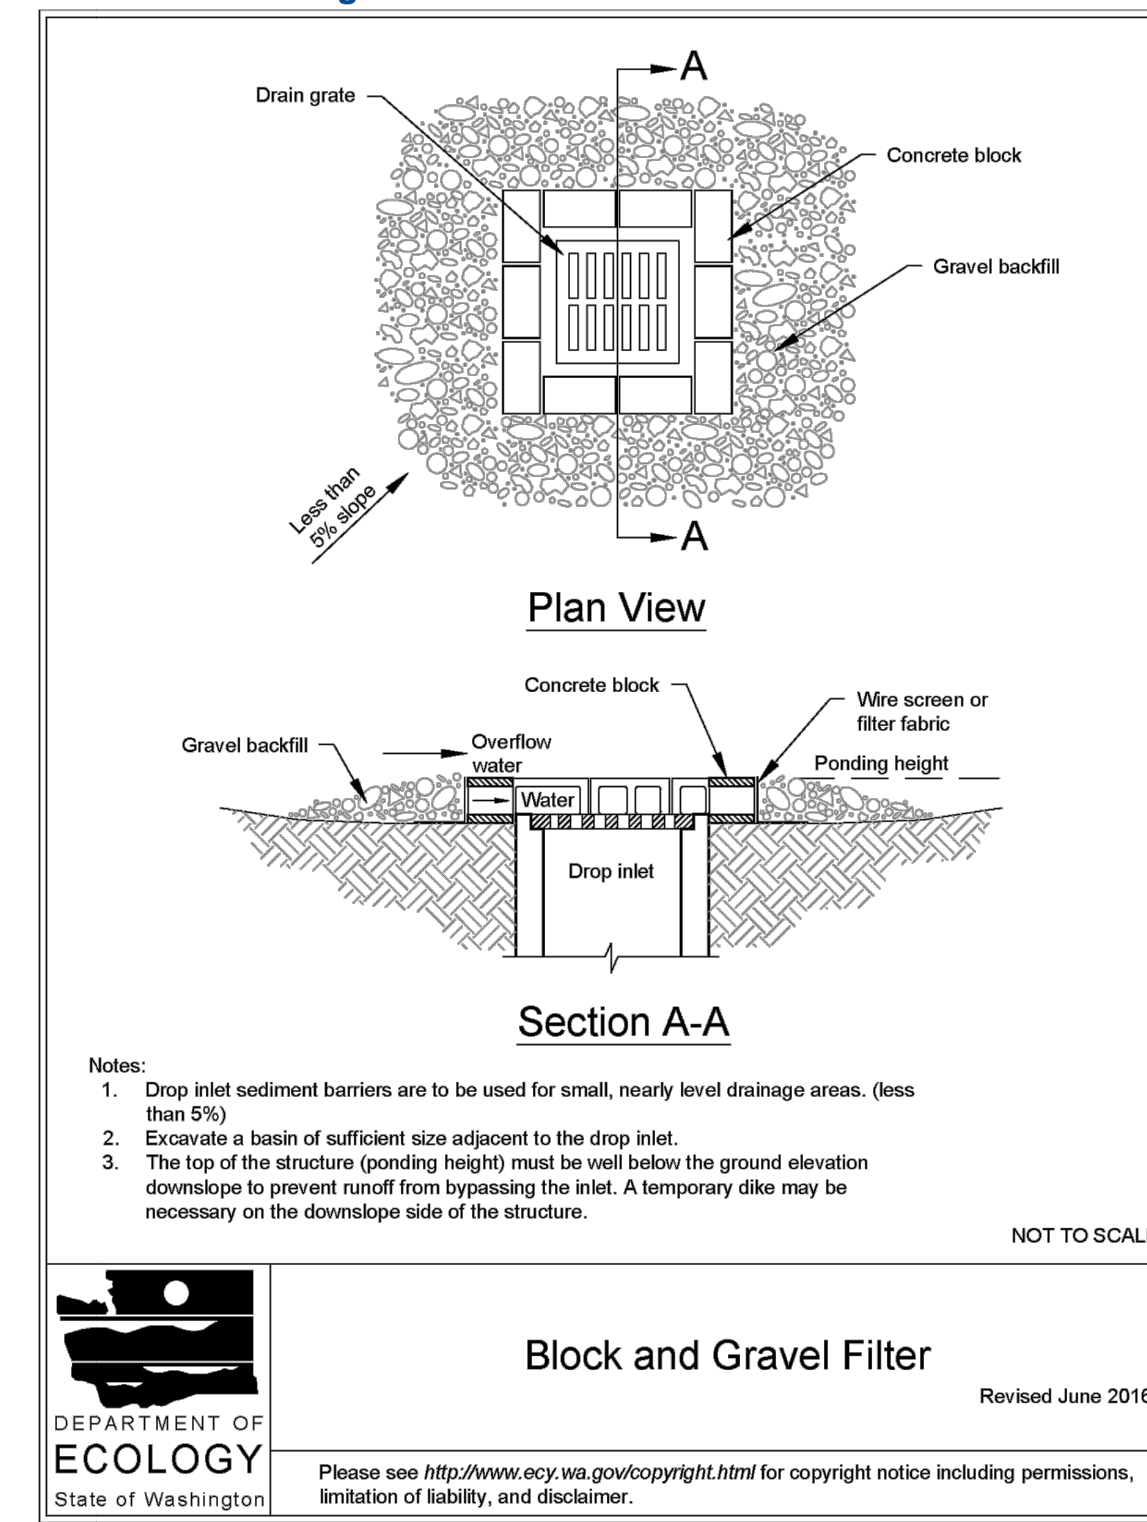 A
Drain grate
Concrete block
Gravel backfill
Less than
5% slope
A
Plan View
Concrete block
Wire screen or
filter fabric
Gravel backfill
Overflow
water
Ponding height
Water
Drop inlet
Section A-A
Notes:
1. Drop inlet sediment barriers are to be used for small, nearly level drainage areas. (less
than 5%)
2. Excavate a basin of sufficient size adjacent to the drop inlet.
3. The top of the structure (ponding height) must be well below the ground elevation
downslope to prevent runoff from bypassing the inlet. A temporary dike may be
necessary on the downslope side of the structure.
NOT TO SCAL
Block and Gravel Filter
Revised June 2016
DEPARTMENT OF
ECOLOGY
State of Washington
Please see http://www.ecy.wa.gov/copyright.html for copyright notice including permissions,
limitation of liability, and disclaimer.